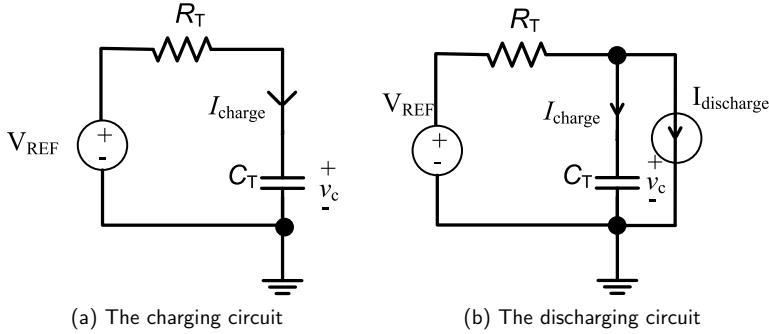 R_T
I_charge
V_REF
+
-
C_T
+
v_c
-
(a) The charging circuit
R_T
V_REF
I_charge
I_discharge
+
-
C_T
+
v_c
-
(b) The discharging circuit